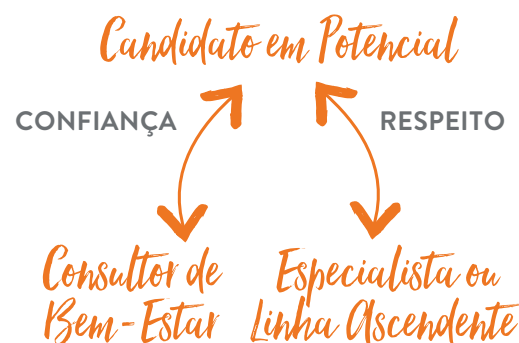 Candidato em Potencial
CONFIANÇA
RESPEITO
Consultor de
Bem-Estar
Especialista ou
Linha Ascendente